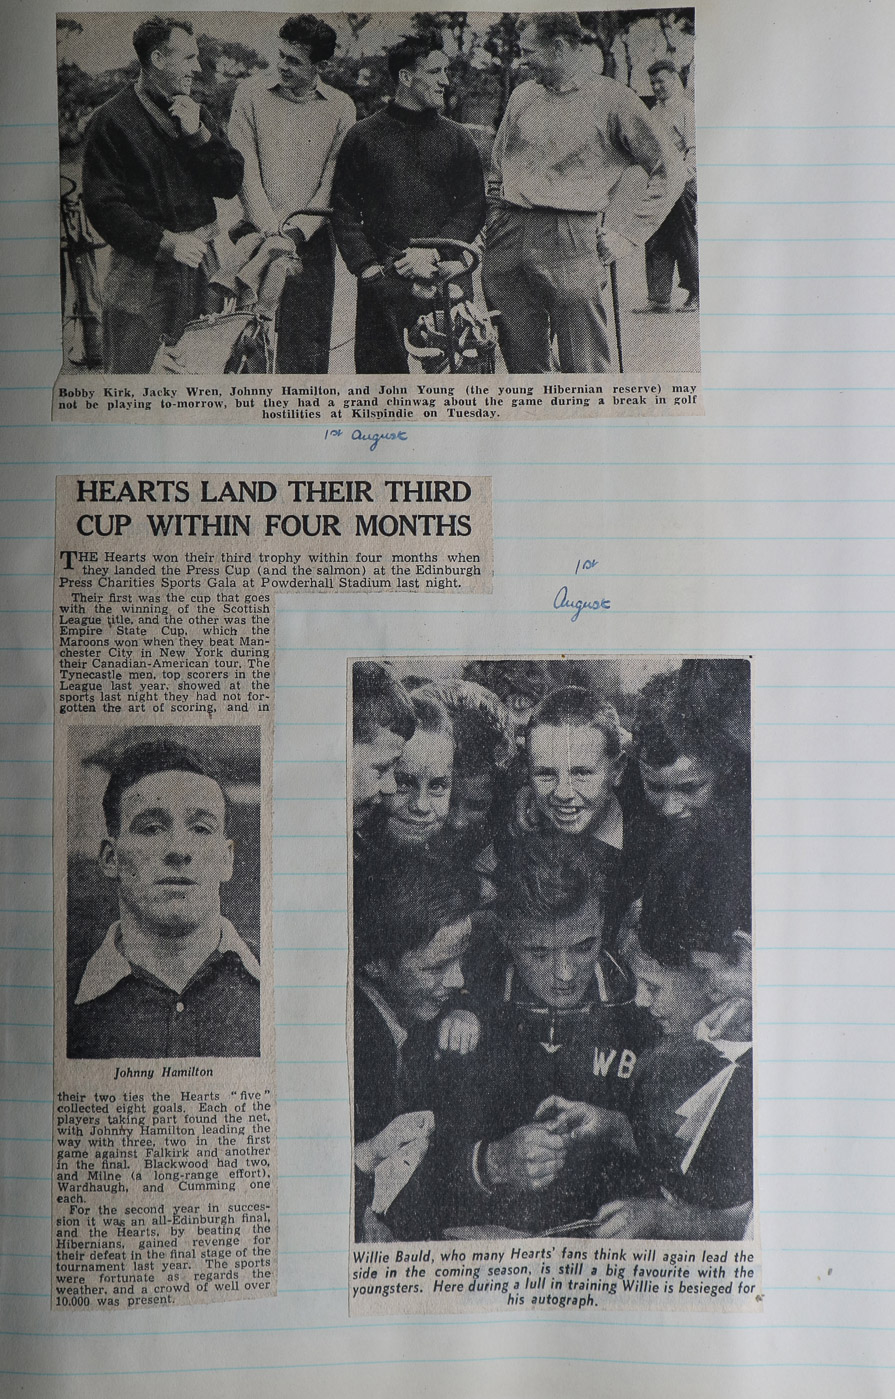 Bobby Kirk, Jacky Wren, Johnny Hamilton, and John Young (the young Hibernian reserve) may
not be playing to-morrow, but they had a grand chinwag about the game during a break in golf
hostilities at Kilspindie on Tuesday.
1st August
HEARTS LAND THEIR THIRD
CUP WITHIN FOUR MONTHS
THE Hearts won their third trophy within four months when
they landed the Press Cup (and the salmon) at the Edinburgh
Press Charities Sports Gala at Powderhall Stadium last night.
Their first was the cup that goes
with the winning of the Scottish
League title, and the other was the
Empire State Cup, which the
Maroons won when they beat Man-
chester City in New York during
their Canadian-American tour. The
Tynecastle men, top scorers in the
League last year, showed at the
sports last night they had not for-
gotten the art of scoring, and in
Johnny Hamilton
their two ties the Hearts "five"
collected eight goals. Each of the
players taking part found the net,
with Johnny Hamilton leading the
way with three, two in the first
game against Falkirk and another
in the final. Blackwood had two,
and Milne (a long-range effort),
Wardhaugh, and Cumming one
each.
For the second year in succes-
sion it was an all-Edinburgh final,
and the Hearts, by beating the
Hibernians, gained revenge for
their defeat in the final stage of the
tournament last year. The sports
were fortunate as regards the
weather, and a crowd of well over
10,000 was present.
1st
August
WB
Willie Bauld, who many Hearts' fans think will again lead the
side in the coming season, is still a big favourite with the
youngsters. Here during a lull in training Willie is besieged for
his autograph.